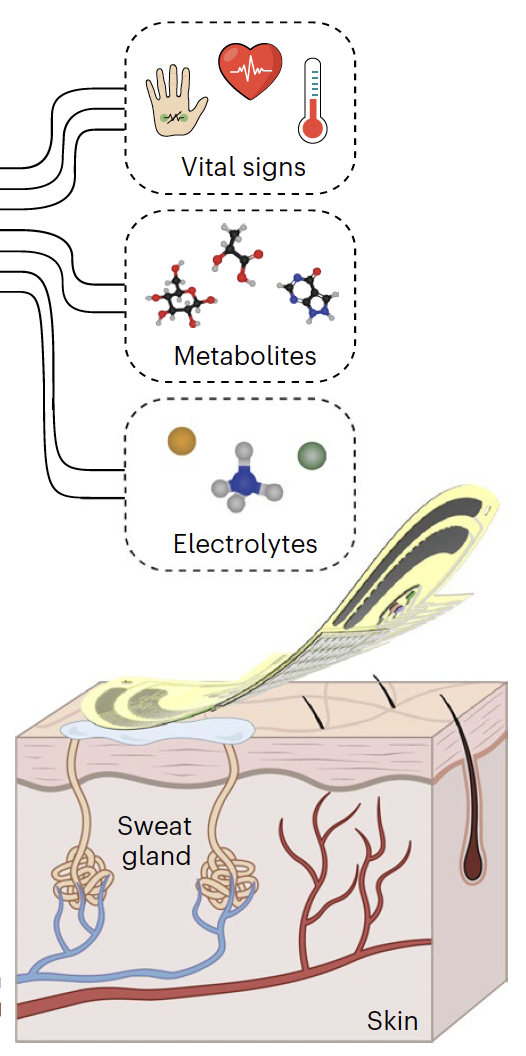 Vital signs
Metabolites
Electrolytes
Sweat
gland
Skin